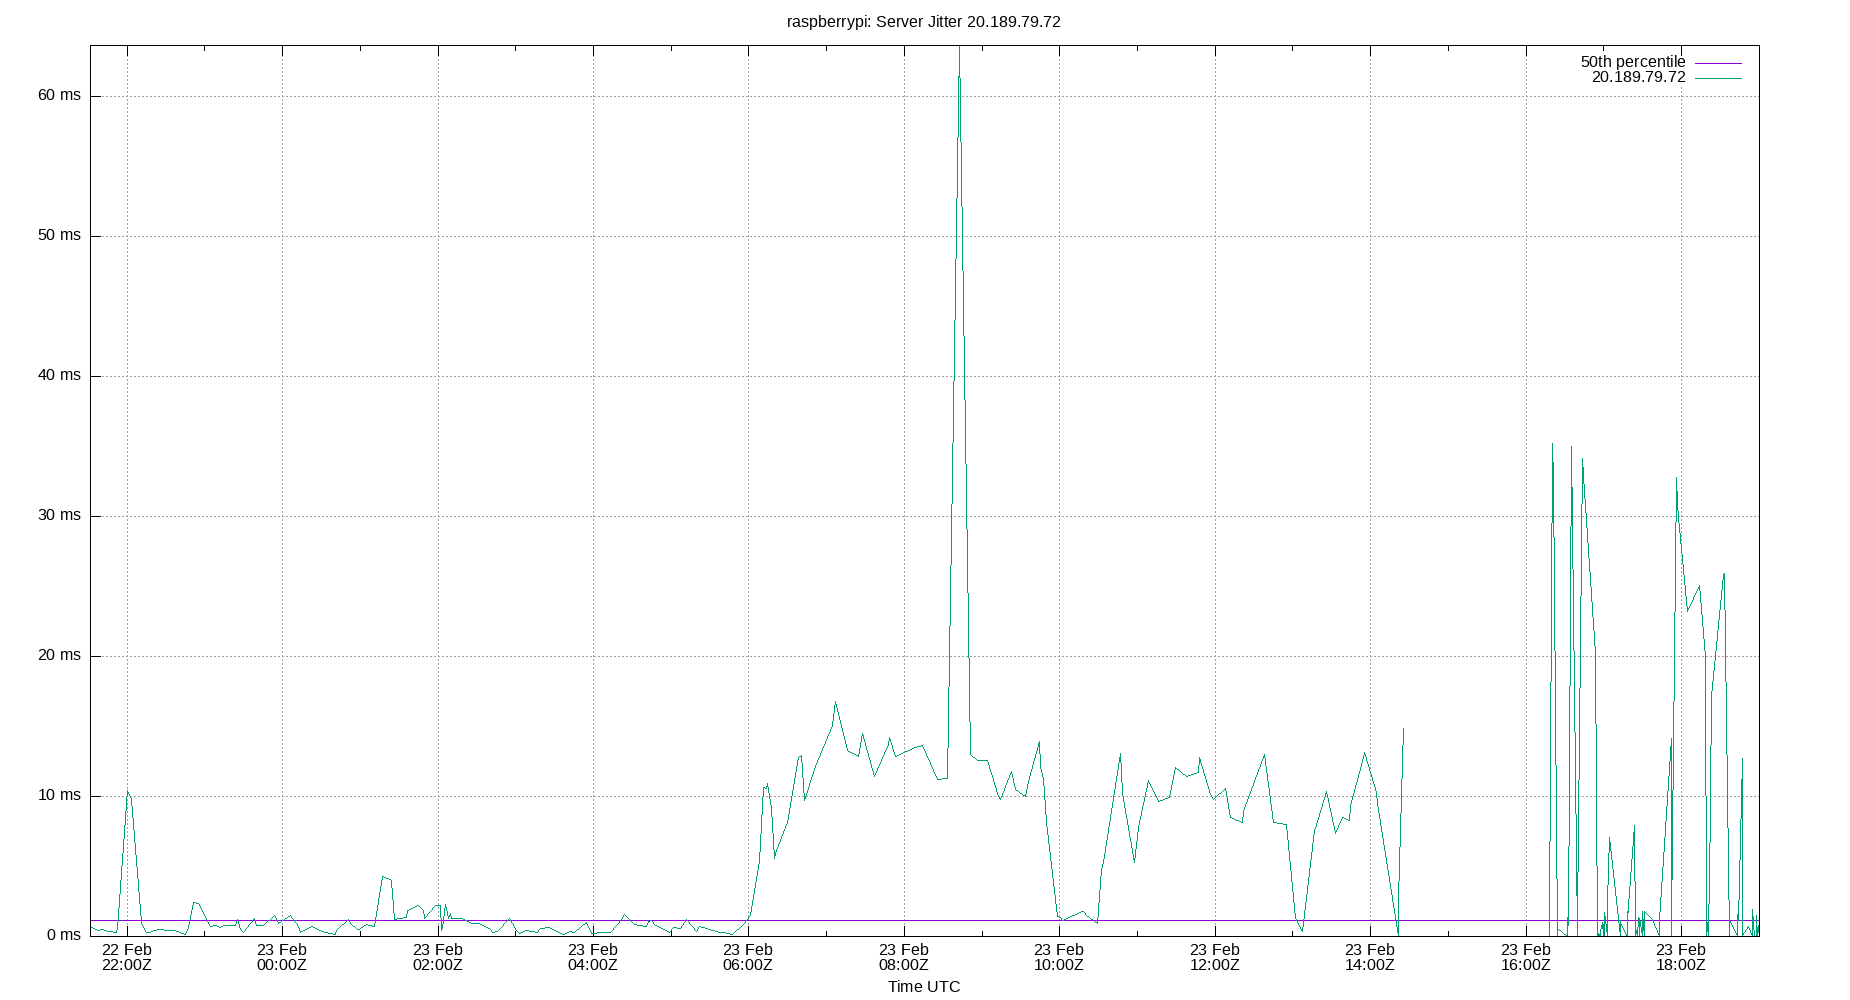 raspberrypi: Server Jitter 20.189.79.72
50th percentile
20.189.79.72
60 ms
50 ms
40 ms
30 ms
20 ms
10 ms
0 ms
22 Feb 23 Feb 23 Feb 23 Feb 23 Feb 23 Feb 23 Feb 23 Feb 23 Feb 23 Feb 23 Feb
22:00Z 00:00Z 02:00Z 04:00Z 06:00Z 08:00Z 10:00Z 12:00Z 14:00Z 16:00Z 18:00Z
Time UTC